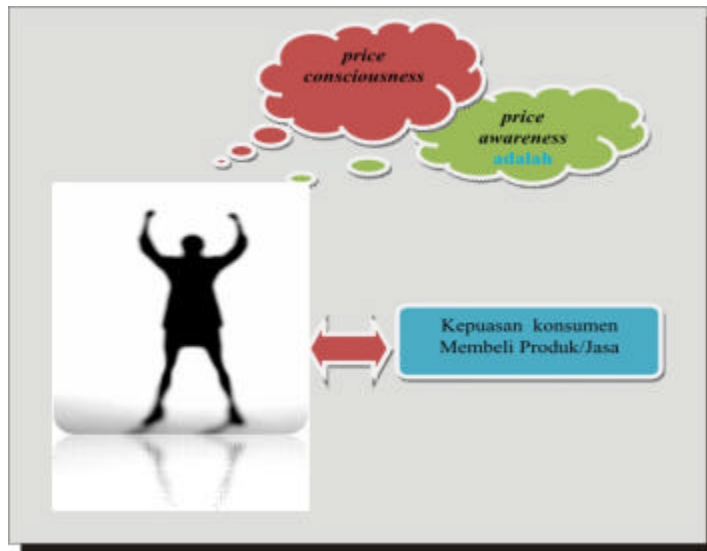 price
consciousness
price
awareness
adalah
Kepuasan konsumen
Membeli Produk/Jasa